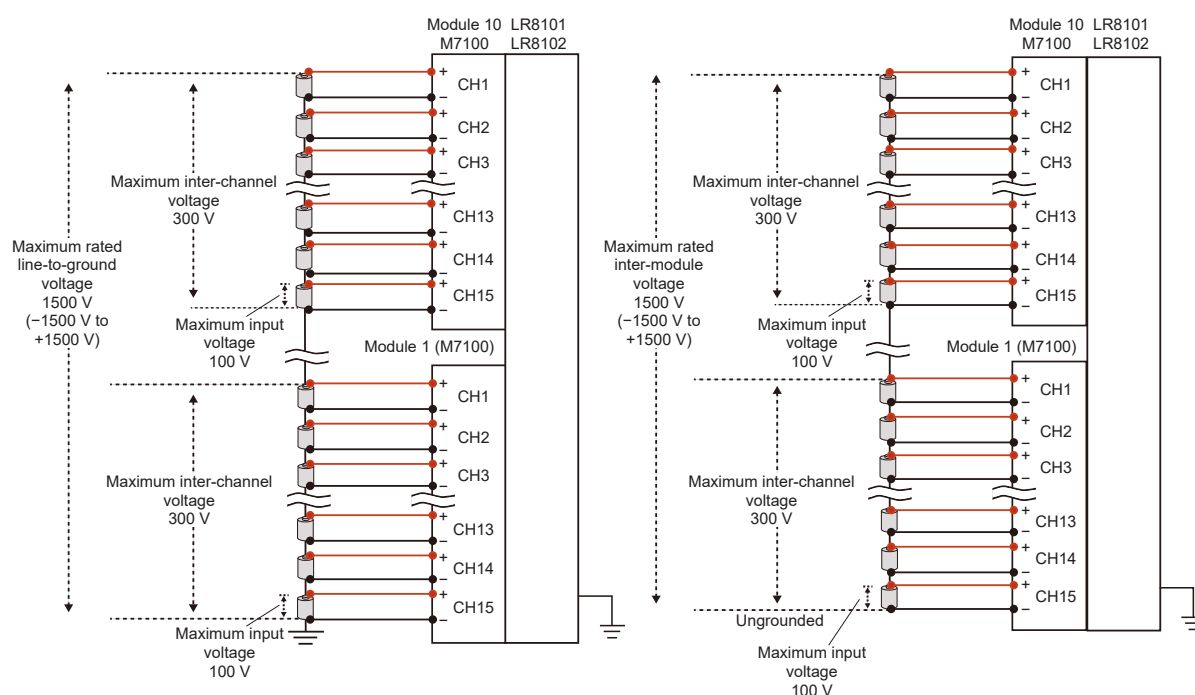 Module 10 LR8101
M7100 LR8102
+
CH1
−
+
CH2
−
+
CH3
−
Maximum inter-channel
voltage
300 V
+
CH13
−
Maximum rated
line-to-ground
voltage
1500 V
(−1500 V to
+1500 V)
+
CH14
−
+
CH15
−
Maximum input
voltage
100 V
Module 1 (M7100)
+
CH1
−
+
CH2
−
+
CH3
−
Maximum inter-channel
voltage
300 V
+
CH13
−
+
CH14
−
+
CH15
−
Maximum input
voltage
100 V
Module 10 LR8101
M7100 LR8102
+
CH1
−
+
CH2
−
+
CH3
−
Maximum inter-channel
voltage
300 V
+
CH13
−
Maximum rated
inter-module
voltage
1500 V
(−1500 V to
+1500 V)
+
CH14
−
+
CH15
−
Maximum input
voltage
100 V
Module 1 (M7100)
+
CH1
−
+
CH2
−
+
CH3
−
Maximum inter-channel
voltage
300 V
+
CH13
−
+
CH14
−
+
CH15
−
Ungrounded
Maximum input
voltage
100 V